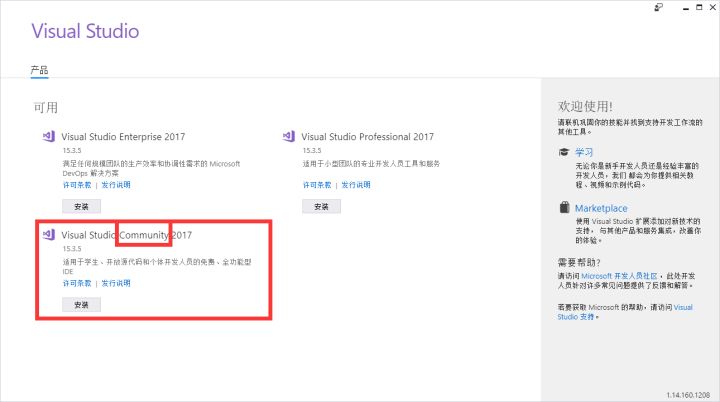 Visual Studio
产品
可用
Visual Studio Enterprise 2017
15.3.5
满足任何规模团队的生产效率和协调性需求的 Microsoft
DevOps 解决方案
许可条款 | 发行说明
安装
Visual Studio Professional 2017
15.3.5
适用于小型团队的专业开发人员工具和服务
许可条款 | 发行说明
安装
Visual Studio Community 2017
15.3.5
适用于学生、开放源代码和个体开发人员的免费、全功能型
IDE
许可条款 | 发行说明
安装
欢迎使用!
请联机巩固你的技能并找到支持开发工作流的
其他工具。
学习
无论你是新手开发人员还是经验丰富的
开发人员，我们 都会为你提供相关教
程、视频和示例代码。
Marketplace
使用 Visual Studio 扩展添加对新技术的
支持， 与其他产品和服务集成，改善你
的体验。
需要帮助？
请访问 Microsoft 开发人员社区 ，此处开发
人员针对许多常见问题提供了反馈和解答。
若要获取 Microsoft 的帮助，请访问 Visual
Studio 支持。
1.14.160.1208